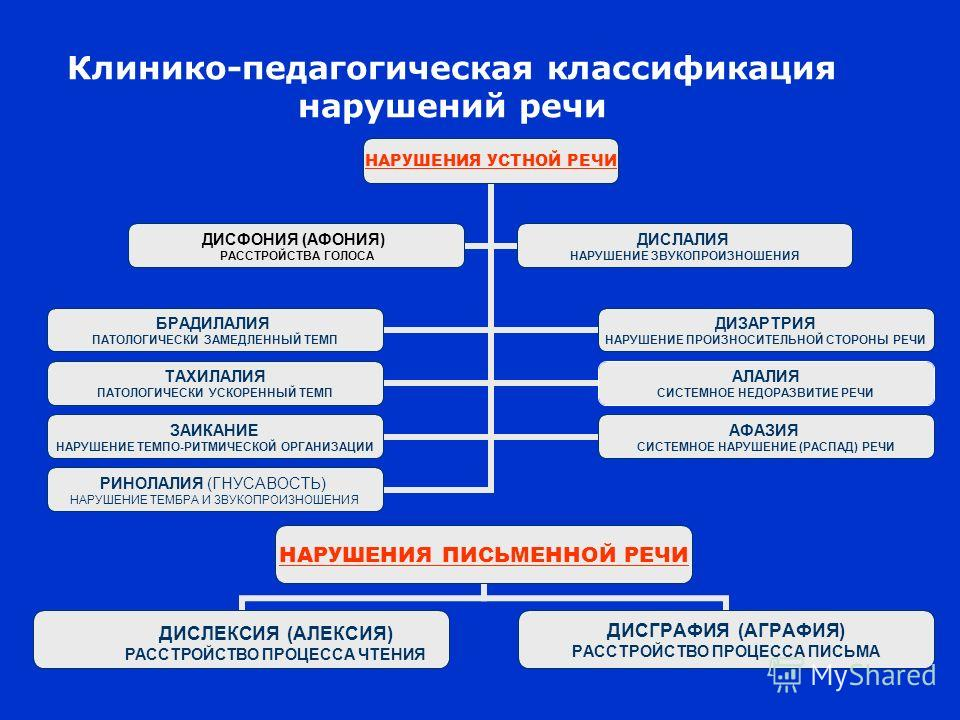 Клинико-педагогическая классификация
нарушений речи
НАРУШЕНИЯ УСТНОЙ РЕЧИ
ДИСФОНИЯ (АФОНИЯ)
РАССТРОЙСТВА ГОЛОСА
ДИСЛАЛИЯ
НАРУШЕНИЕ ЗВУКОПРОИЗНОШЕНИЯ
БРАДИЛАЛИЯ
ПАТОЛОГИЧЕСКИ ЗАМЕДЛЕННЫЙ ТЕМП
ДИЗАРТРИЯ
НАРУШЕНИЕ ПРОИЗНОСИТЕЛЬНОЙ СТОРОНЫ РЕЧИ
ТАХИЛАЛИЯ
ПАТОЛОГИЧЕСКИ УСКОРЕННЫЙ ТЕМП
АЛАЛИЯ
СИСТЕМНОЕ НЕДОРАЗВИТИЕ РЕЧИ
ЗАИКАНИЕ
НАРУШЕНИЕ ТЕМПО-РИТМИЧЕСКОЙ ОРГАНИЗАЦИИ
АФАЗИЯ
СИСТЕМНОЕ НАРУШЕНИЕ (РАСПАД) РЕЧИ
РИНОЛАЛИЯ (ГНУСАВОСТЬ)
НАРУШЕНИЕ ТЕМБРА И ЗВУКОПРОИЗНОШЕНИЯ
НАРУШЕНИЯ ПИСЬМЕННОЙ РЕЧИ
ДИСЛЕКСИЯ (АЛЕКСИЯ)
РАССТРОЙСТВО ПРОЦЕССА ЧТЕНИЯ
ДИСГРАФИЯ (АГРАФИЯ)
РАССТРОЙСТВО ПРОЦЕССА ПИСЬМА
MyShared